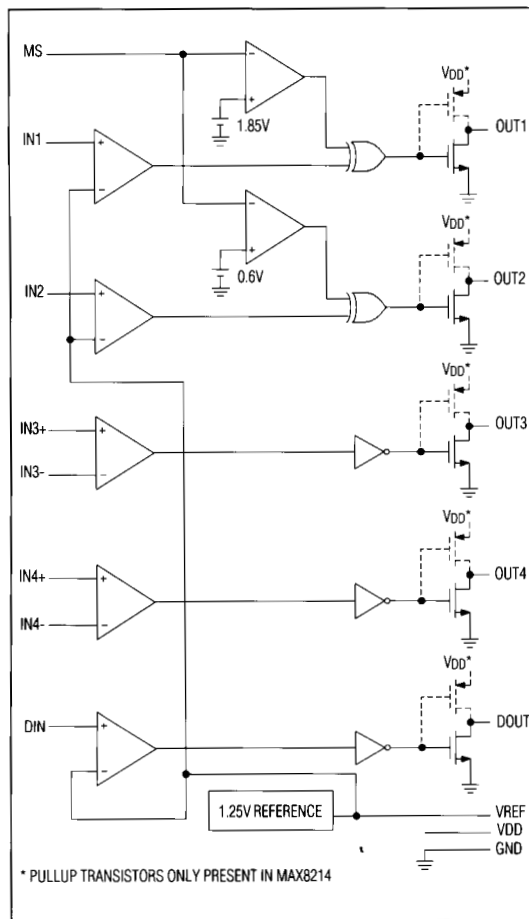 MS
VDD*
OUT1
1.85V
IN1
+
-
VDD*
OUT2
0.6V
IN2
+
-
VDD*
OUT3
IN3+
+
IN3-
-
VDD*
OUT4
IN4+
+
IN4-
-
VDD*
DOUT
DIN
+
-
1.25V REFERENCE
VREF
VDD
GND
* PULLUP TRANSISTORS ONLY PRESENT IN MAX8214